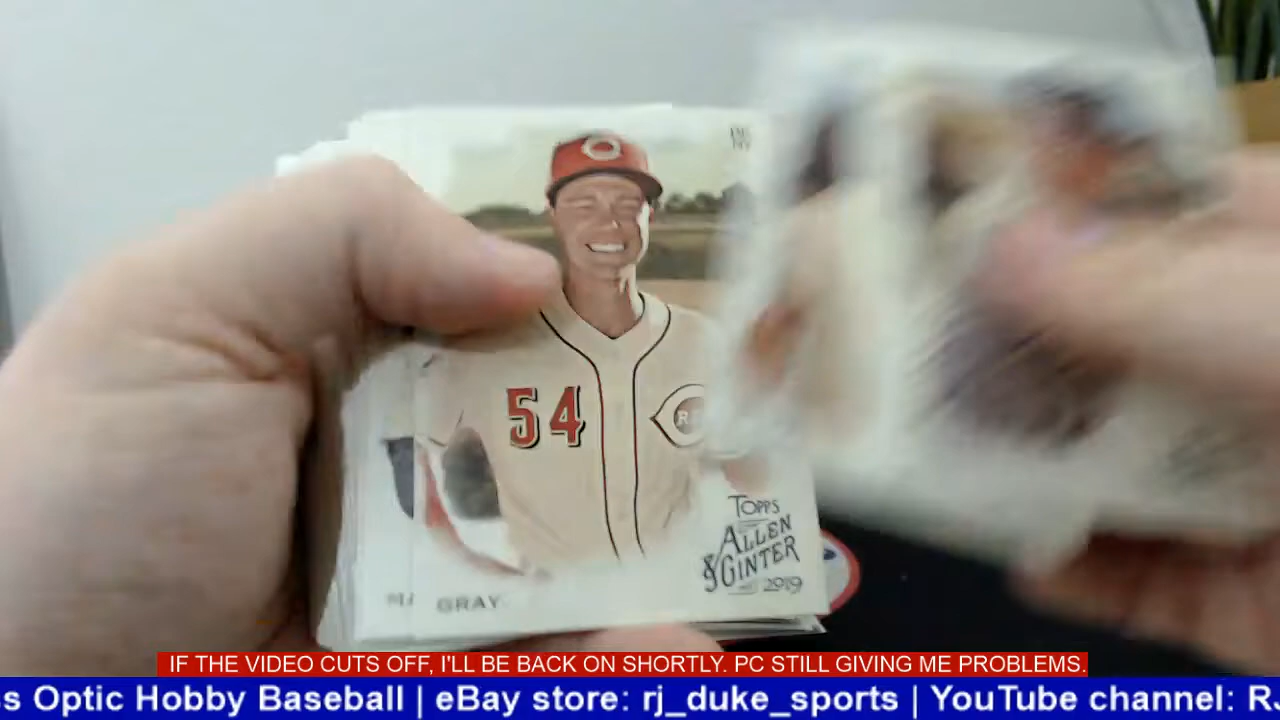 C
54
TOPPS
ALLEN
& GINTER
2019
GRAY
IF THE VIDEO CUTS OFF, I'LL BE BACK ON SHORTLY. PC STILL GIVING ME PROBLEMS.
s Optic Hobby Baseball | eBay store: rj_duke_sports | YouTube channel: R